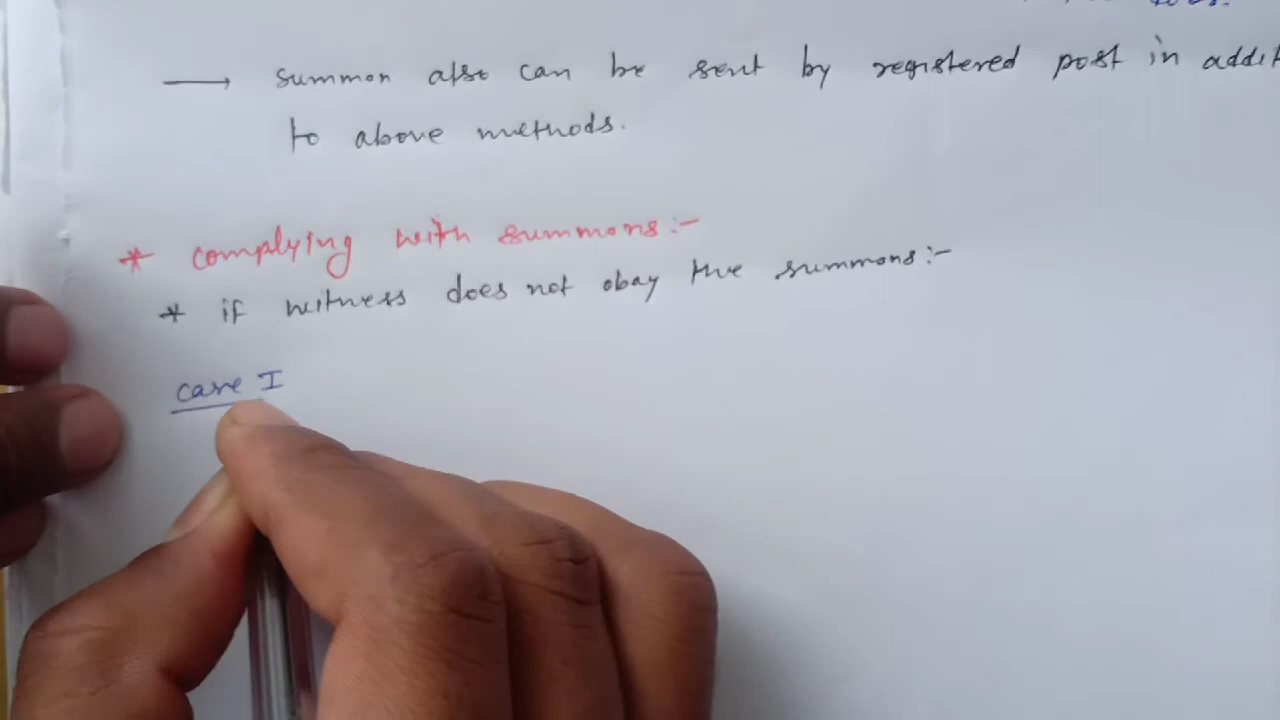 → summon also can be sent by registered post in addit
to above methods.
* complying with summons:-
* if witness does not obay the summons:-
case I